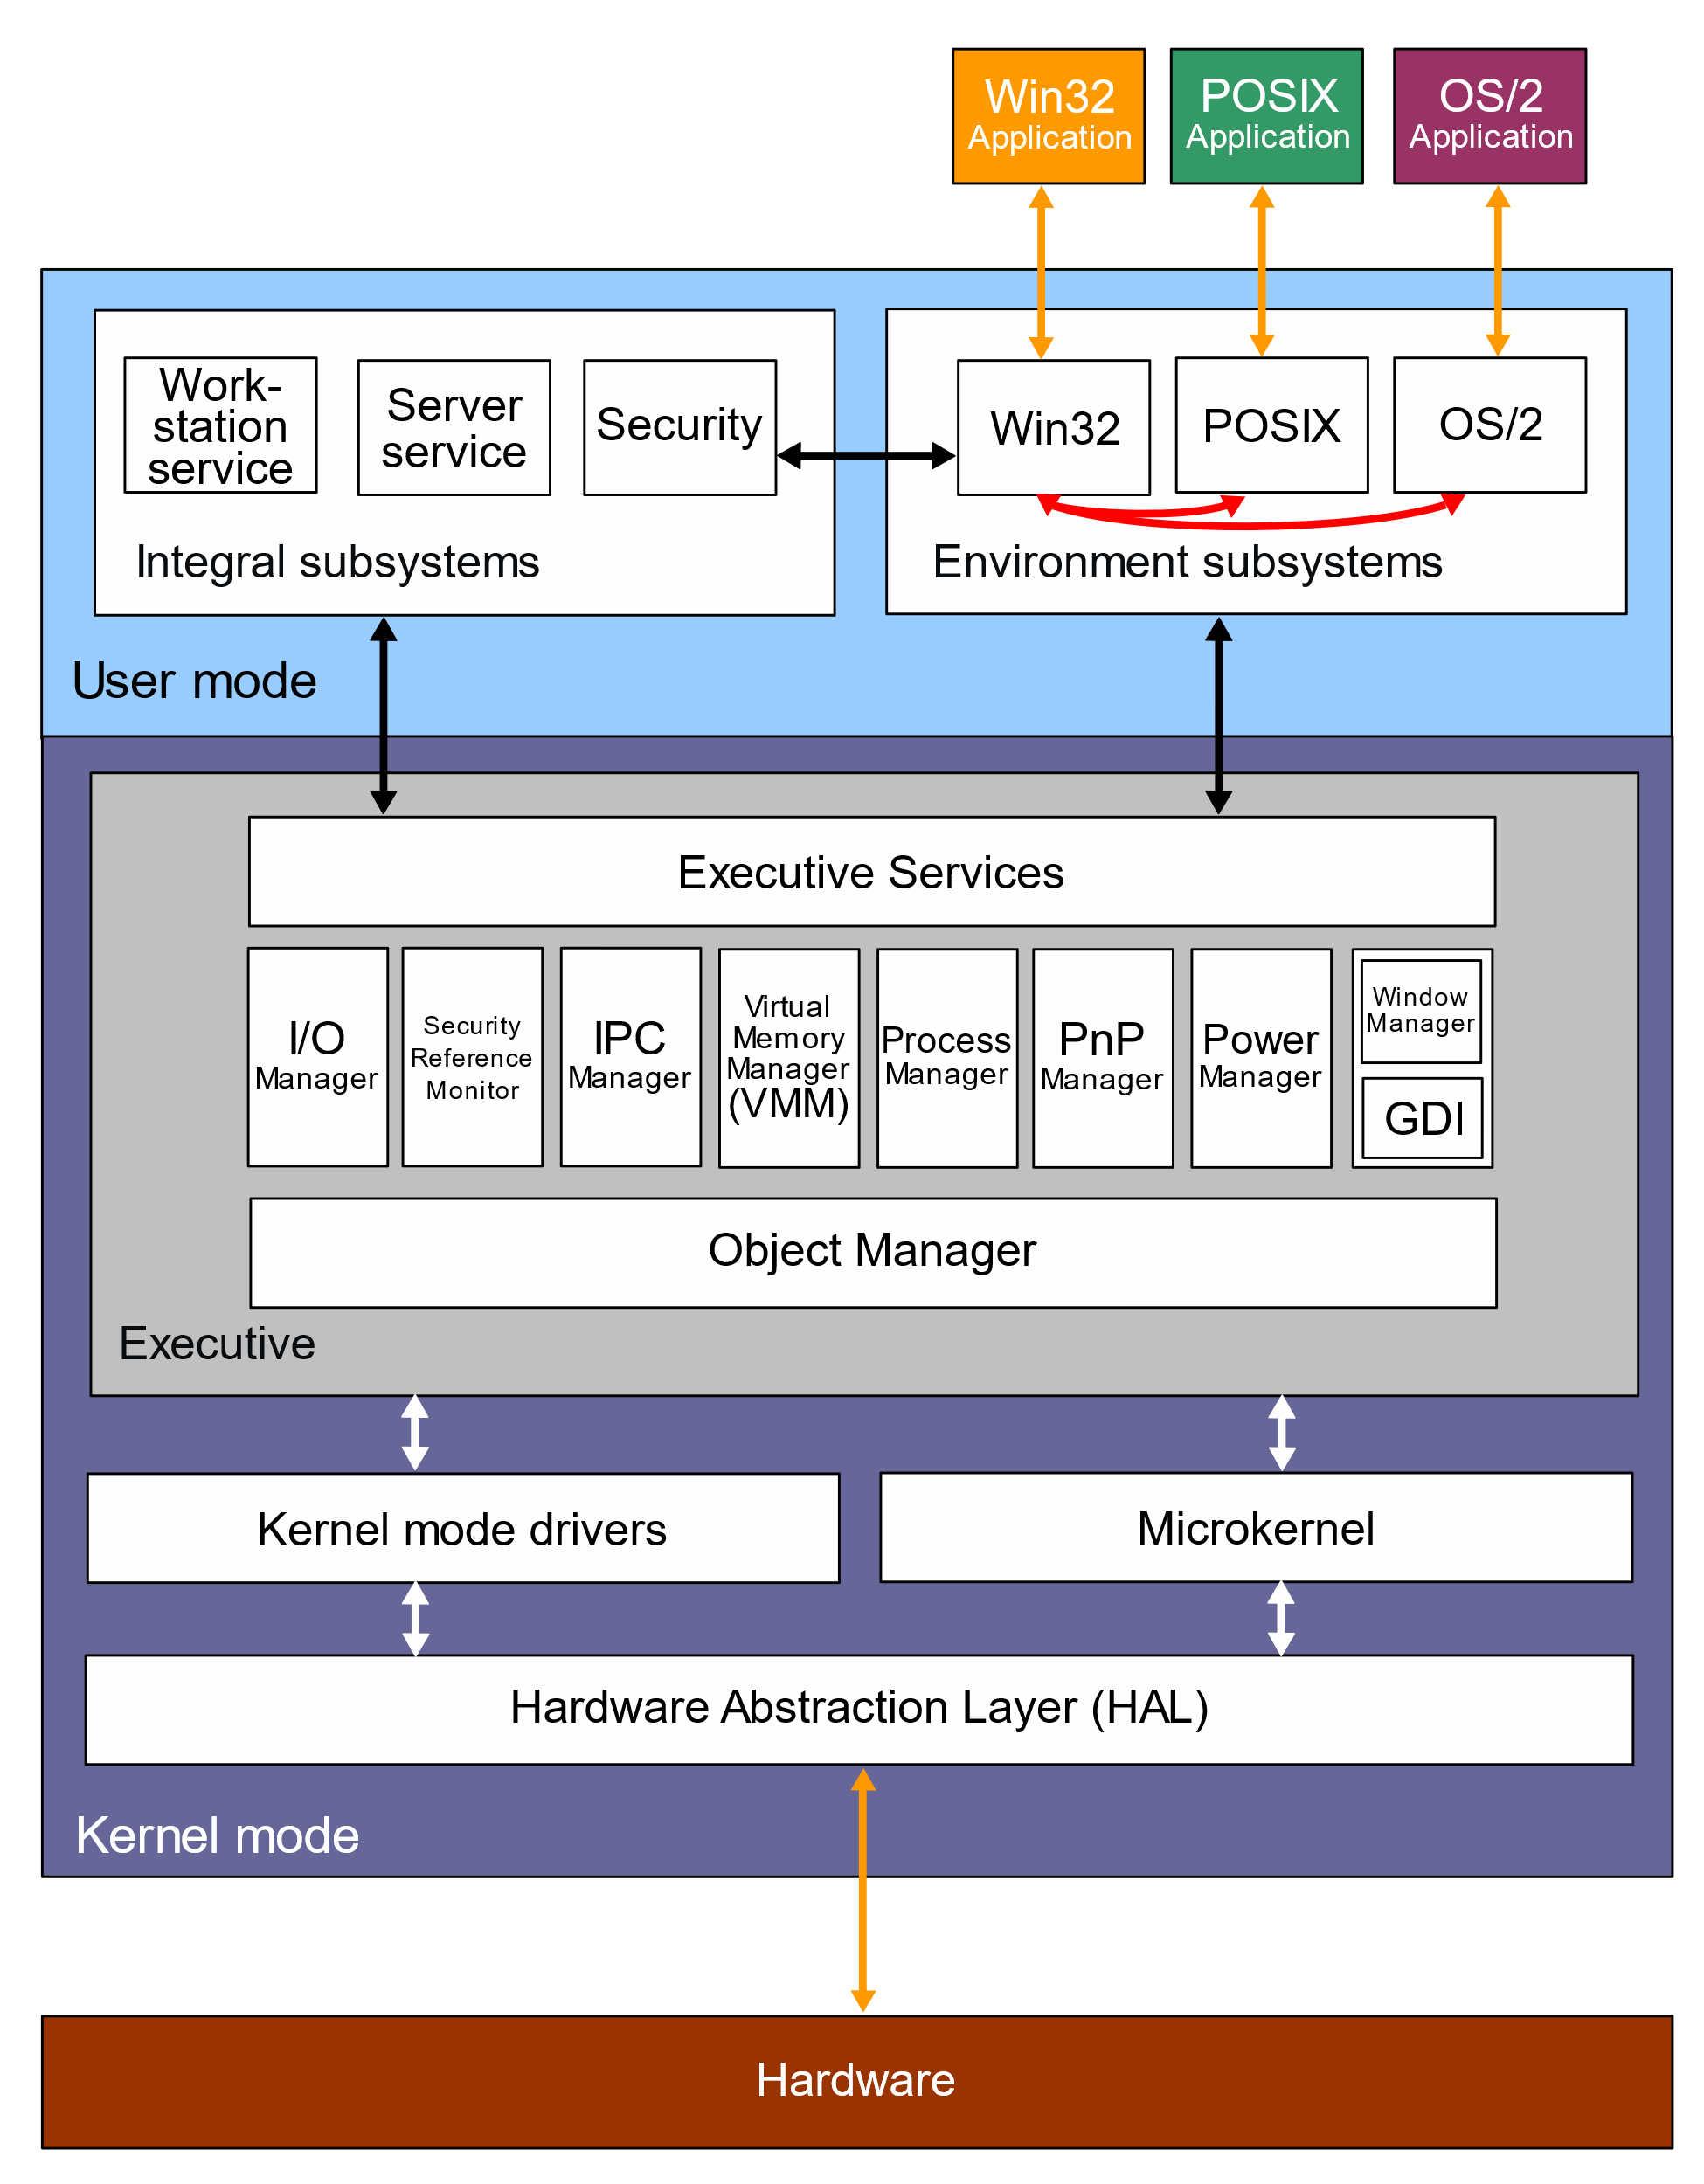 Win32
Application
POSIX
Application
OS/2
Application
Work-
station
service
Server
service
Security
Integral subsystems
Win32
POSIX
OS/2
Environment subsystems
User mode
Executive Services
I/O
Manager
Security
Reference
Monitor
IPC
Manager
Virtual
Memory
Manager
(VMM)
Process
Manager
PnP
Manager
Power
Manager
Window
Manager
GDI
Object Manager
Executive
Kernel mode drivers
Microkernel
Hardware Abstraction Layer (HAL)
Kernel mode
Hardware